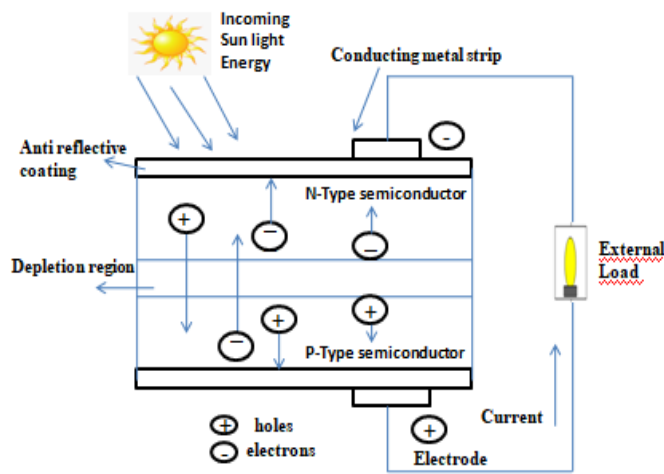 Incoming
Sun light
Energy
Conducting metal strip
-
Anti reflective
coating
N-Type semiconductor
+
-
-
External
Load
Depletion region
+
+
-
P-Type semiconductor
+ holes
- electrons
+
Electrode
Current